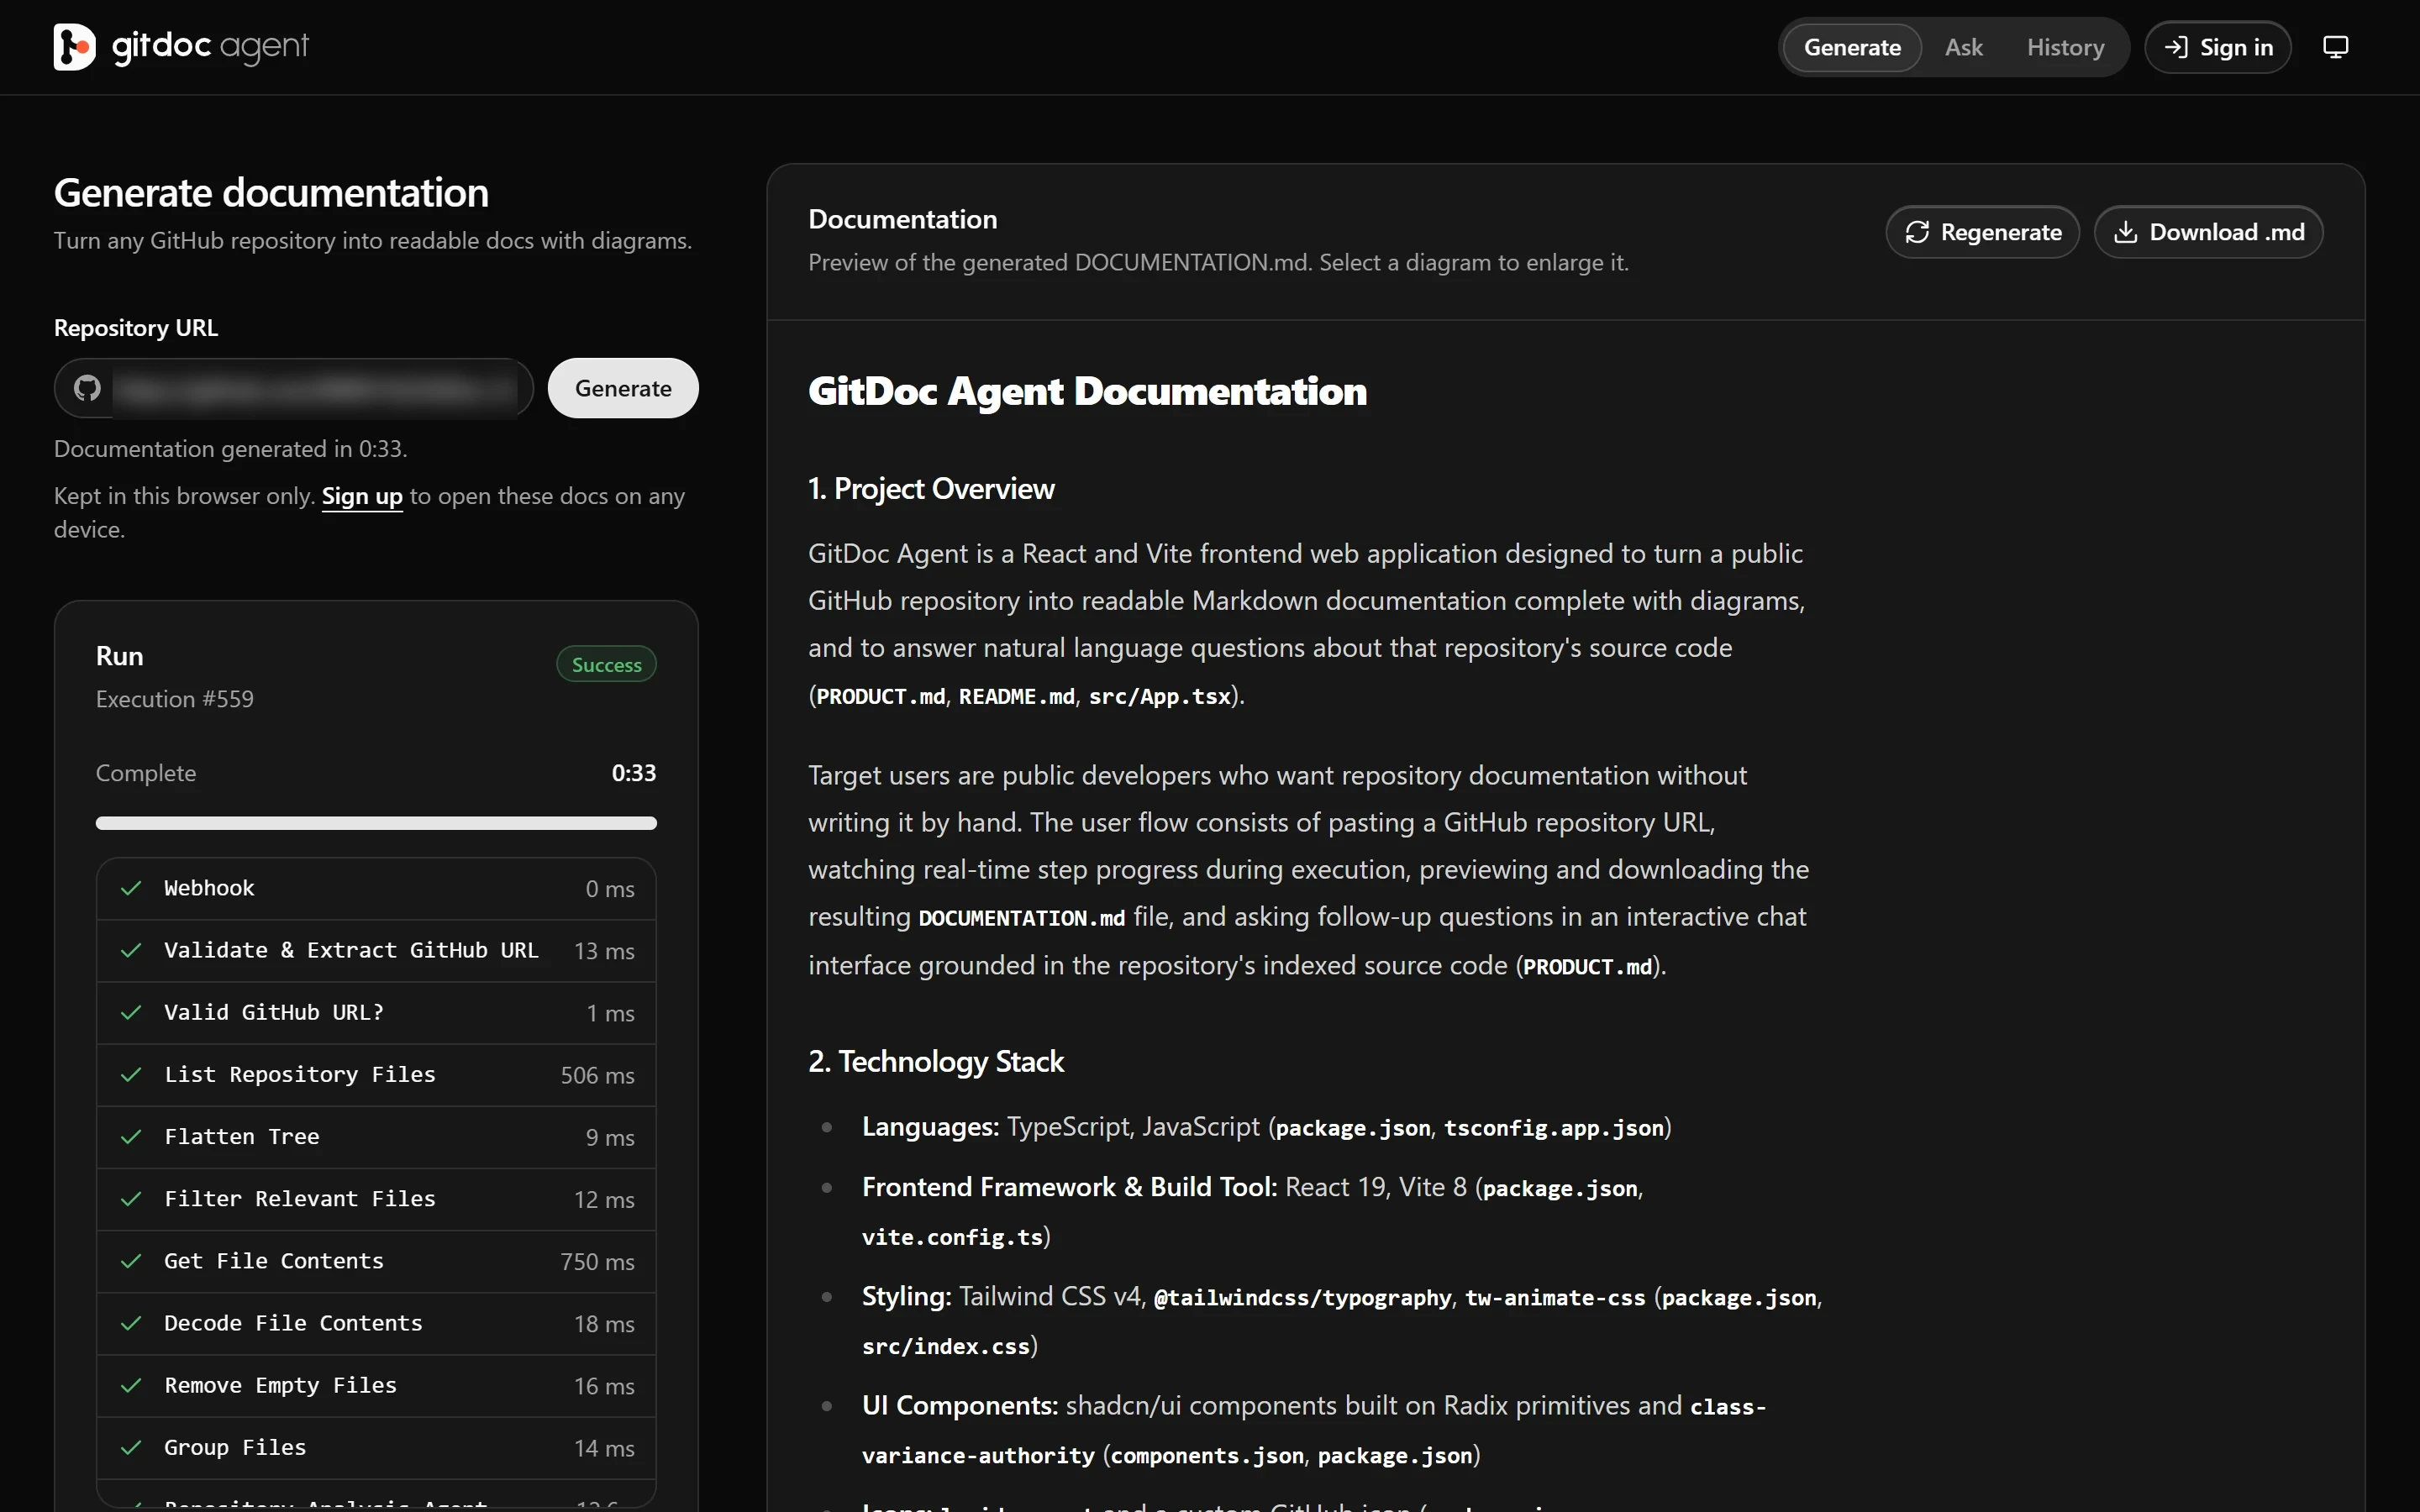 gitdoc agent
Generate
Ask
History
Sign in
Generate documentation
Turn any GitHub repository into readable docs with diagrams.
Repository URL
Generate
Documentation generated in 0:33.
Kept in this browser only. Sign up to open these docs on any
device.
Run
Success
Execution #559
Complete
0:33
Webhook 0 ms
Validate & Extract GitHub URL 13 ms
Valid GitHub URL? 1 ms
List Repository Files 506 ms
Flatten Tree 9 ms
Filter Relevant Files 12 ms
Get File Contents 750 ms
Decode File Contents 18 ms
Remove Empty Files 16 ms
Group Files 14 ms
Repository Analysis Agent
Documentation
Preview of the generated DOCUMENTATION.md. Select a diagram to enlarge it.
Regenerate
Download .md
GitDoc Agent Documentation
1. Project Overview
GitDoc Agent is a React and Vite frontend web application designed to turn a public
GitHub repository into readable Markdown documentation complete with diagrams,
and to answer natural language questions about that repository's source code
(PRODUCT.md, README.md, src/App.tsx).
Target users are public developers who want repository documentation without
writing it by hand. The user flow consists of pasting a GitHub repository URL,
watching real-time step progress during execution, previewing and downloading the
resulting DOCUMENTATION.md file, and asking follow-up questions in an interactive chat
interface grounded in the repository's indexed source code (PRODUCT.md).
2. Technology Stack
Languages: TypeScript, JavaScript (package.json, tsconfig.app.json)
Frontend Framework & Build Tool: React 19, Vite 8 (package.json,
vite.config.ts)
Styling: Tailwind CSS v4, @tailwindcss/typography, tw-animate-css (package.json,
src/index.css)
UI Components: shadcn/ui components built on Radix primitives and class-
variance-authority (components.json, package.json)
and a custom GitHub icon